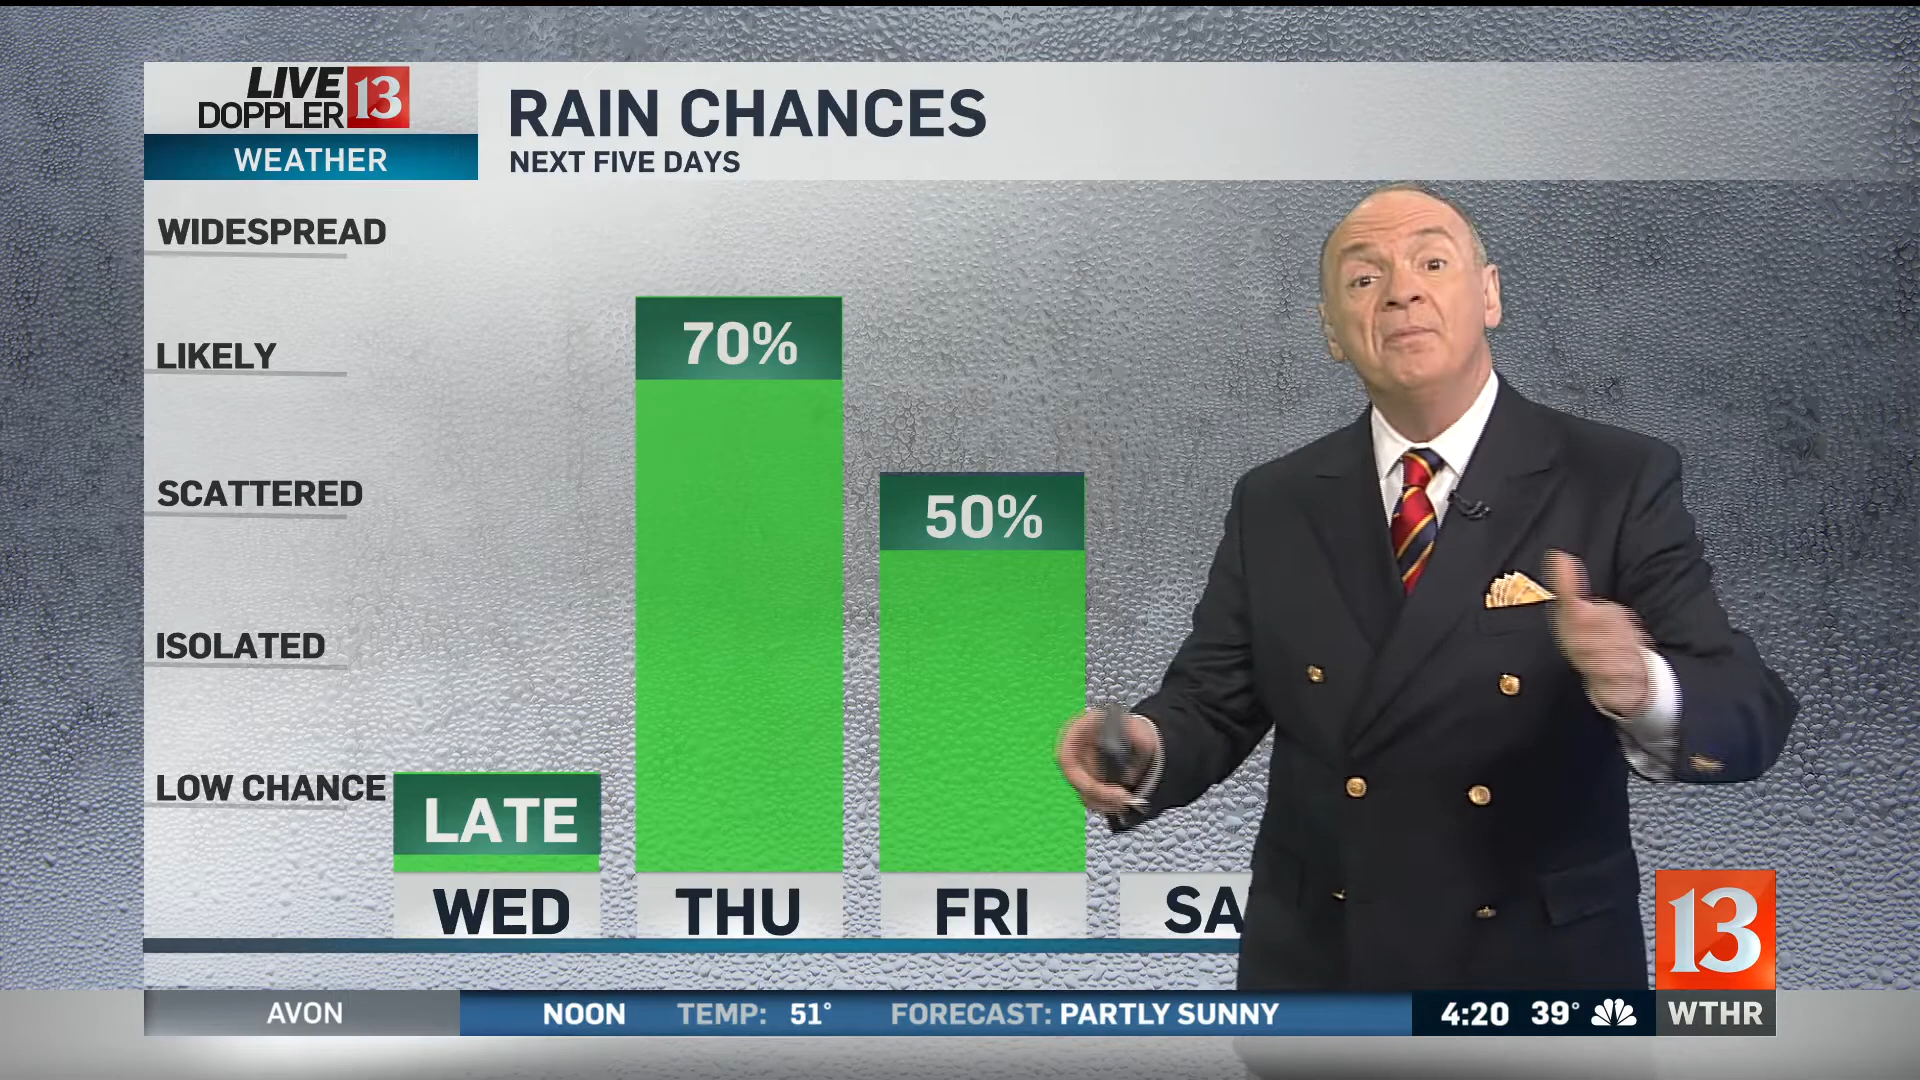 LIVE
DOPPLER 13
WEATHER
RAIN CHANCES
NEXT FIVE DAYS
WIDESPREAD
LIKELY
SCATTERED
ISOLATED
LOW CHANCE
70%
50%
LATE
WED
THU
FRI
SA
13
WTHR
AVON
NOON TEMP: 51° FORECAST: PARTLY SUNNY
4:20 39°